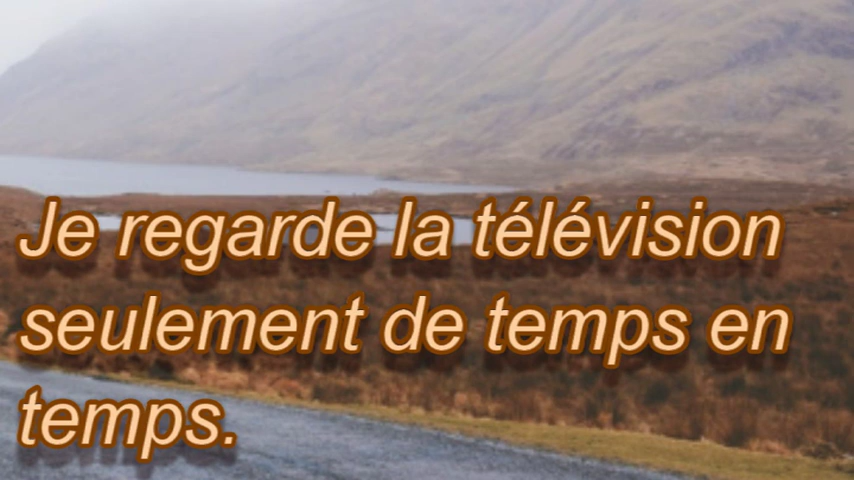 Je regarde la télévision
seulement de temps en
temps.